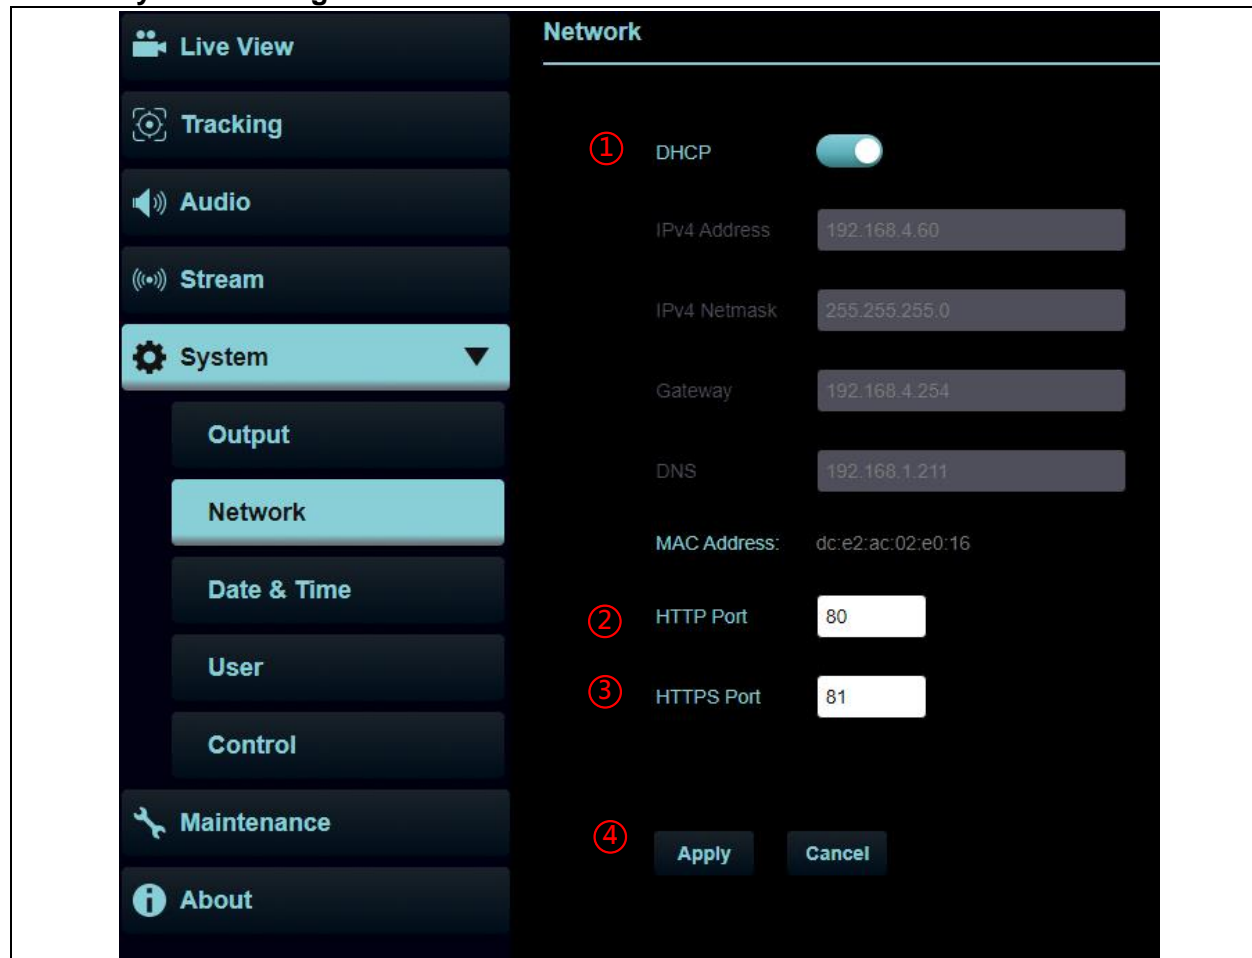 Live View
Tracking
Audio
Stream
System
Output
Network
Date & Time
User
Control
Maintenance
About
Network
① DHCP
IPv4 Address 192.168.4.60
IPv4 Netmask 255.255.255.0
Gateway 192.168.4.254
DNS 192.168.1.211
MAC Address: dc:e2:ac:02:e0:16
② HTTP Port 80
③ HTTPS Port 81
④ Apply Cancel